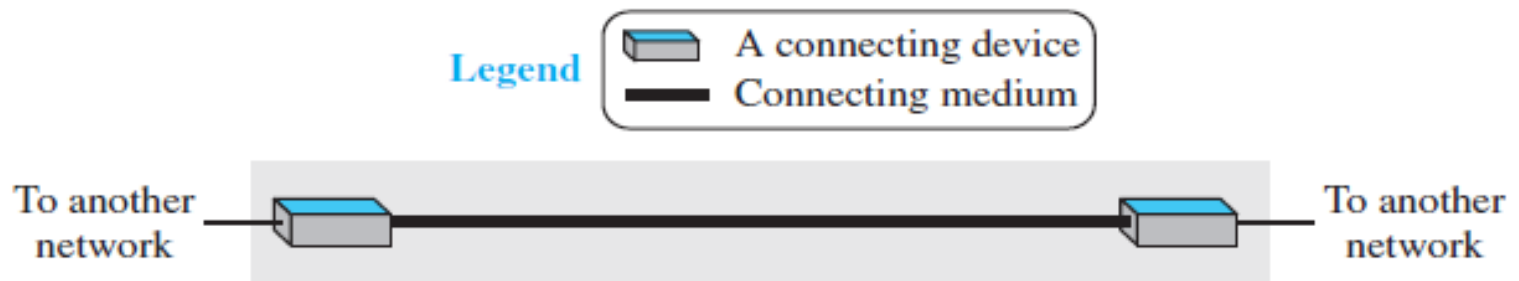 Legend
A connecting device
Connecting medium
To another
network
To another
network